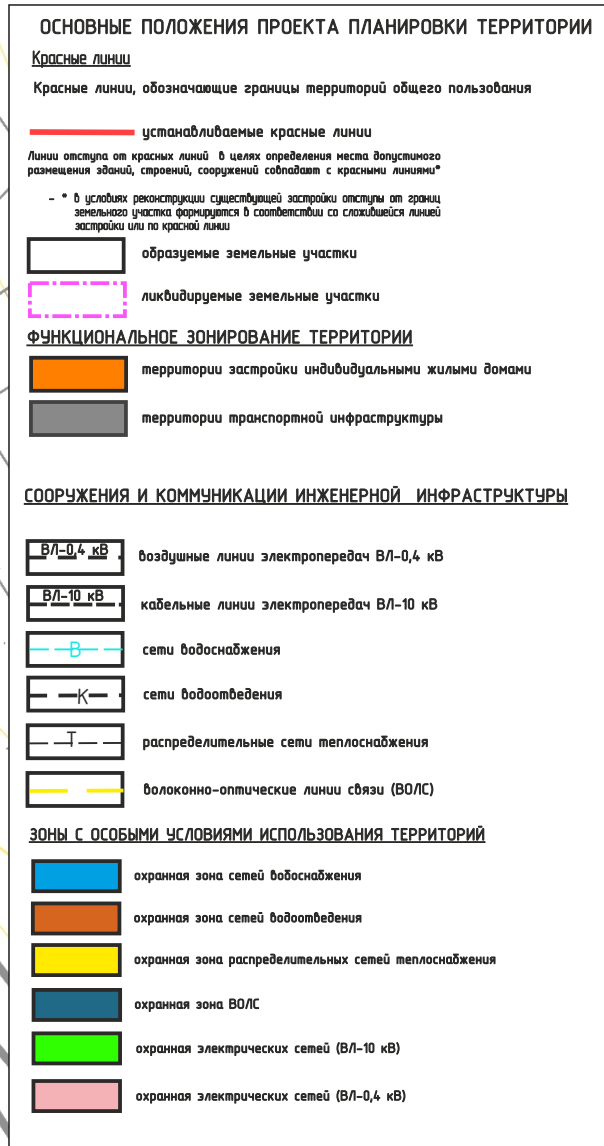 ОСНОВНЫЕ ПОЛОЖЕНИЯ ПРОЕКТА ПЛАНИРОВКИ ТЕРРИТОРИИ
Красные линии
Красные линии, обозначающие границы территорий общего пользования
устанавливаемые красные линии
Линии отступа от красных линий в целях определения места допустимого
размещения зданий, строений, сооружений совпадают с красными линиями*
- * в условиях реконструкции существующей застройки отступы от границ
земельного участка формируются в соответствии со сложившейся линией
застройки или по красной линии
образуемые земельные участки
ликвидируемые земельные участки
ФУНКЦИОНАЛЬНОЕ ЗОНИРОВАНИЕ ТЕРРИТОРИИ
территории застройки индивидуальными жилыми домами
территории транспортной инфраструктуры
СООРУЖЕНИЯ И КОММУНИКАЦИИ ИНЖЕНЕРНОЙ ИНФРАСТРУКТУРЫ
ВЛ-0,4 кВ воздушные линии электропередач ВЛ-0,4 кВ
ВЛ-10 кВ кабельные линии электропередач ВЛ-10 кВ
В сети водоснабжения
К сети водоотведения
Т распределительные сети теплоснабжения
волоконно-оптические линии связи (ВОЛС)
ЗОНЫ С ОСОБЫМИ УСЛОВИЯМИ ИСПОЛЬЗОВАНИЯ ТЕРРИТОРИЙ
охранная зона сетей водоснабжения
охранная зона сетей водоотведения
охранная зона распределительных сетей теплоснабжения
охранная зона ВОЛС
охранная электрических сетей (ВЛ-10 кВ)
охранная электрических сетей (ВЛ-0,4 кВ)